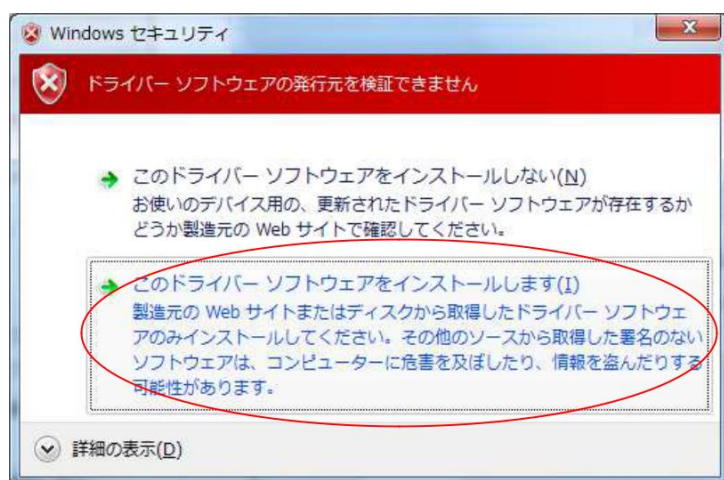 Windows セキュリティ
ドライバー ソフトウェアの発行元を検証できません
このドライバー ソフトウェアをインストールしない(N)
お使いのデバイス用の、更新されたドライバー ソフトウェアが存在するか
どうか製造元の Web サイトで確認してください。
このドライバー ソフトウェアをインストールします(I)
製造元の Web サイトまたはディスクから取得したドライバー ソフトウェ
アのみインストールしてください。その他のソースから取得した署名のない
ソフトウェアは、コンピューターに危害を及ぼしたり、情報を盗んだりする
可能性があります。
詳細の表示(D)